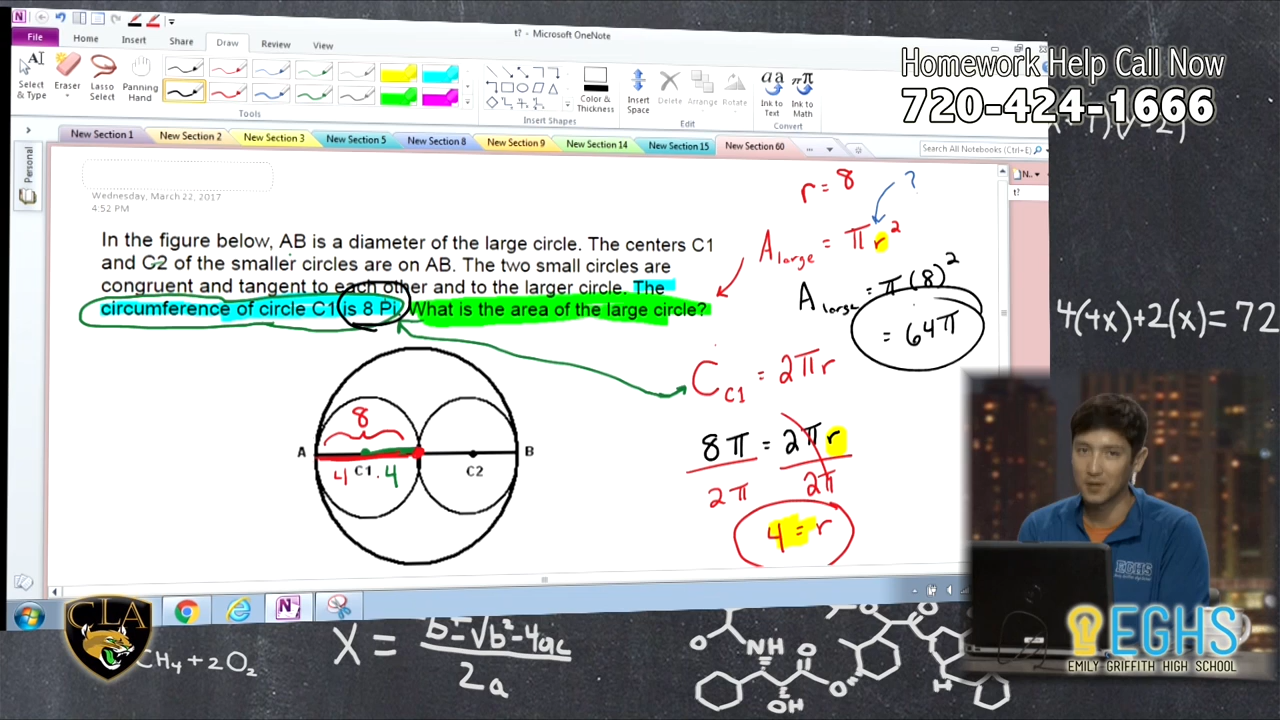 t? - Microsoft OneNote
File Home Insert Share Draw Review View
Select & Type
Eraser
Lasso Select
Panning Hand
Tools
Insert Shapes
Color & Thickness
Insert Space
Delete
Arrange
Rotate
Edit
Ink to Text
Ink to Math
Convert
Homework Help Call Now
720-424-1666
New Section 1 New Section 2 New Section 3 New Section 5 New Section 8 New Section 9 New Section 14 New Section 15 New Section 60 ...
Search All Notebooks (Ctrl+E)
Personal
N..
t?
Wednesday, March 22, 2017
4:52 PM
In the figure below, AB is a diameter of the large circle. The centers C1
and C2 of the smaller circles are on AB. The two small circles are
congruent and tangent to each other and to the larger circle. The
circumference of circle C1 is 8 Pi. What is the area of the large circle?
r = 8
?
A large = πr²
A large = π(8)²
= 64π
C C1 = 2πr
8π = 2πr
2π 2π
4 = r
8
A B
C1 C2
4 4
4(4x)+2(x)=72
CLA
CH₄ + 2O₂
X = b²-√b²-4ac
2a
O
NH
O
O
O
OH
H
EGHS
Emily Griffith High School
EGHS
EMILY GRIFFITH HIGH SCHOOL